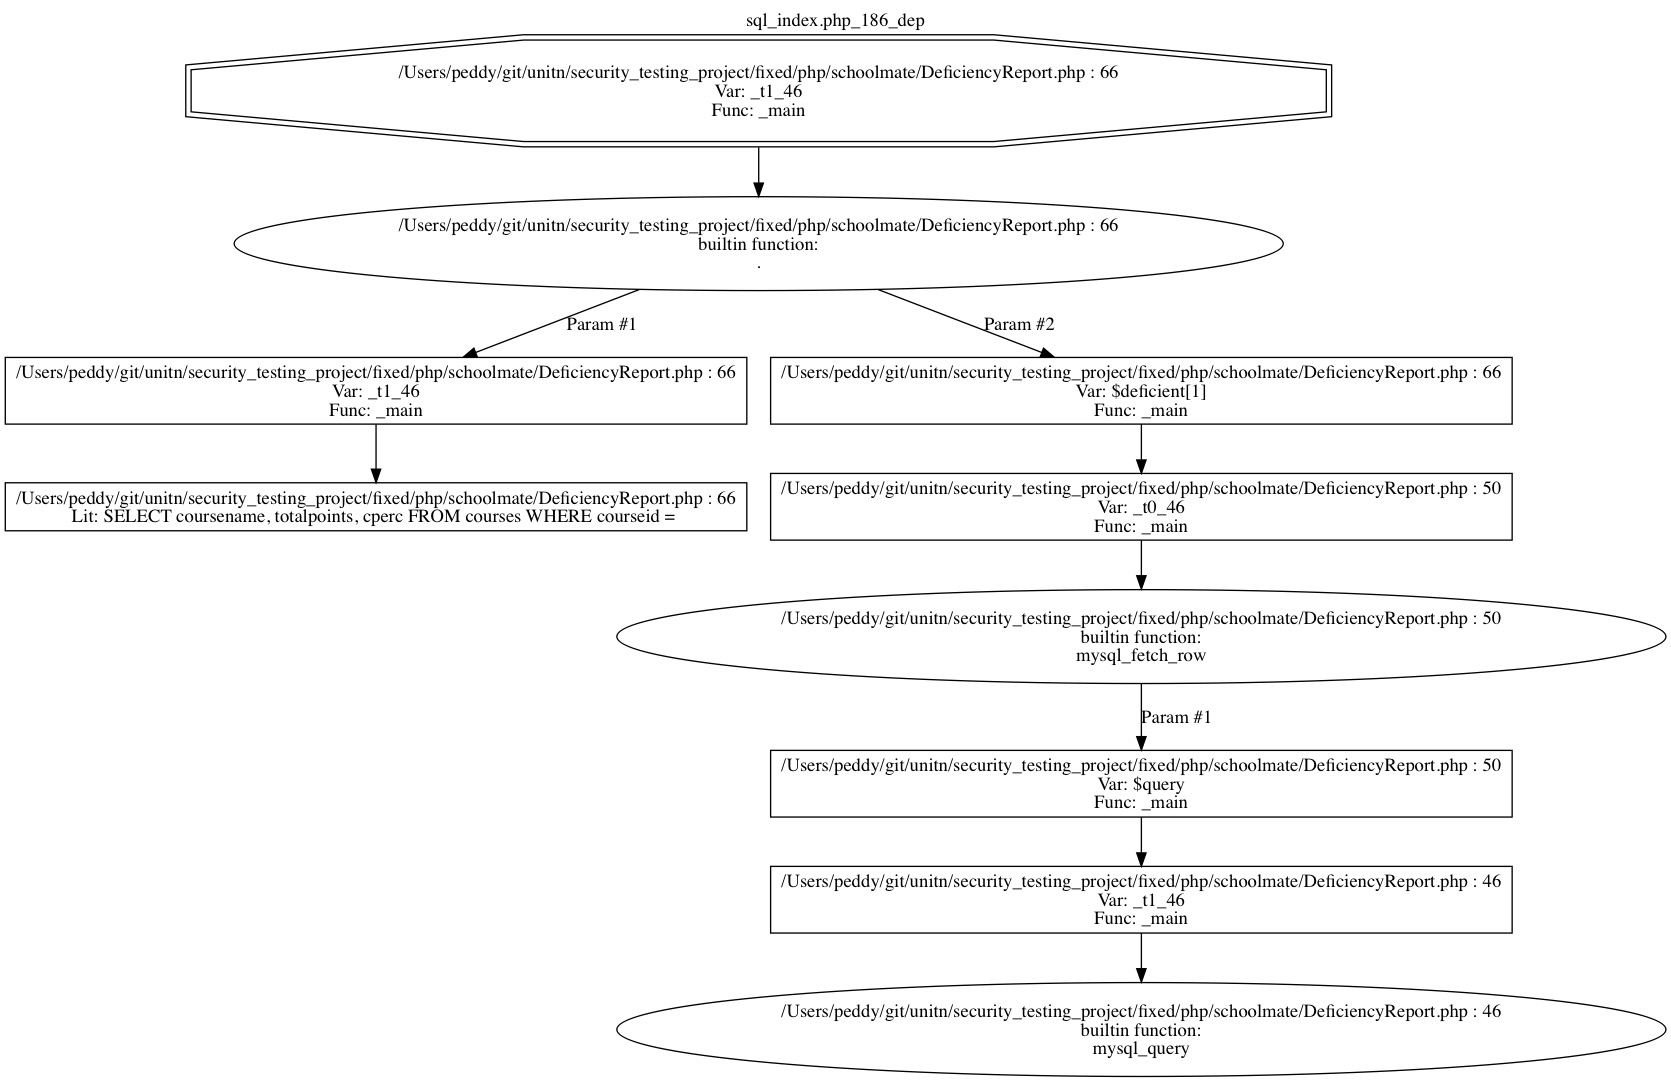 sql_index.php_186_dep
/Users/peddy/git/unitn/security_testing_project/fixed/php/schoolmate/DeficiencyReport.php : 66
Var: _t1_46
Func: _main
/Users/peddy/git/unitn/security_testing_project/fixed/php/schoolmate/DeficiencyReport.php : 66
builtin function:
.
Param #1
Param #2
/Users/peddy/git/unitn/security_testing_project/fixed/php/schoolmate/DeficiencyReport.php : 66
Var: _t1_46
Func: _main
/Users/peddy/git/unitn/security_testing_project/fixed/php/schoolmate/DeficiencyReport.php : 66
Var: $deficient[1]
Func: _main
/Users/peddy/git/unitn/security_testing_project/fixed/php/schoolmate/DeficiencyReport.php : 66
Lit: SELECT coursename, totalpoints, cperc FROM courses WHERE courseid =
/Users/peddy/git/unitn/security_testing_project/fixed/php/schoolmate/DeficiencyReport.php : 50
Var: _t0_46
Func: _main
/Users/peddy/git/unitn/security_testing_project/fixed/php/schoolmate/DeficiencyReport.php : 50
builtin function:
mysql_fetch_row
Param #1
/Users/peddy/git/unitn/security_testing_project/fixed/php/schoolmate/DeficiencyReport.php : 50
Var: $query
Func: _main
/Users/peddy/git/unitn/security_testing_project/fixed/php/schoolmate/DeficiencyReport.php : 46
Var: _t1_46
Func: _main
/Users/peddy/git/unitn/security_testing_project/fixed/php/schoolmate/DeficiencyReport.php : 46
builtin function:
mysql_query